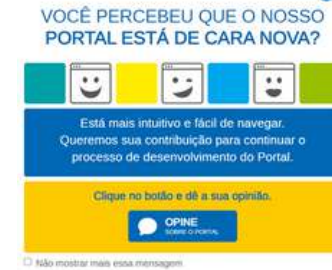 VOCÊ PERCEBEU QUE O NOSSO
PORTAL ESTÁ DE CARA NOVA?
Está mais intuitivo e fácil de navegar.
Queremos sua contribuição para continuar o
processo de desenvolvimento do Portal.
Clique no botão e dê a sua opinião.
OPINE
SOBRE O PORTAL
Não mostrar mais essa mensagem